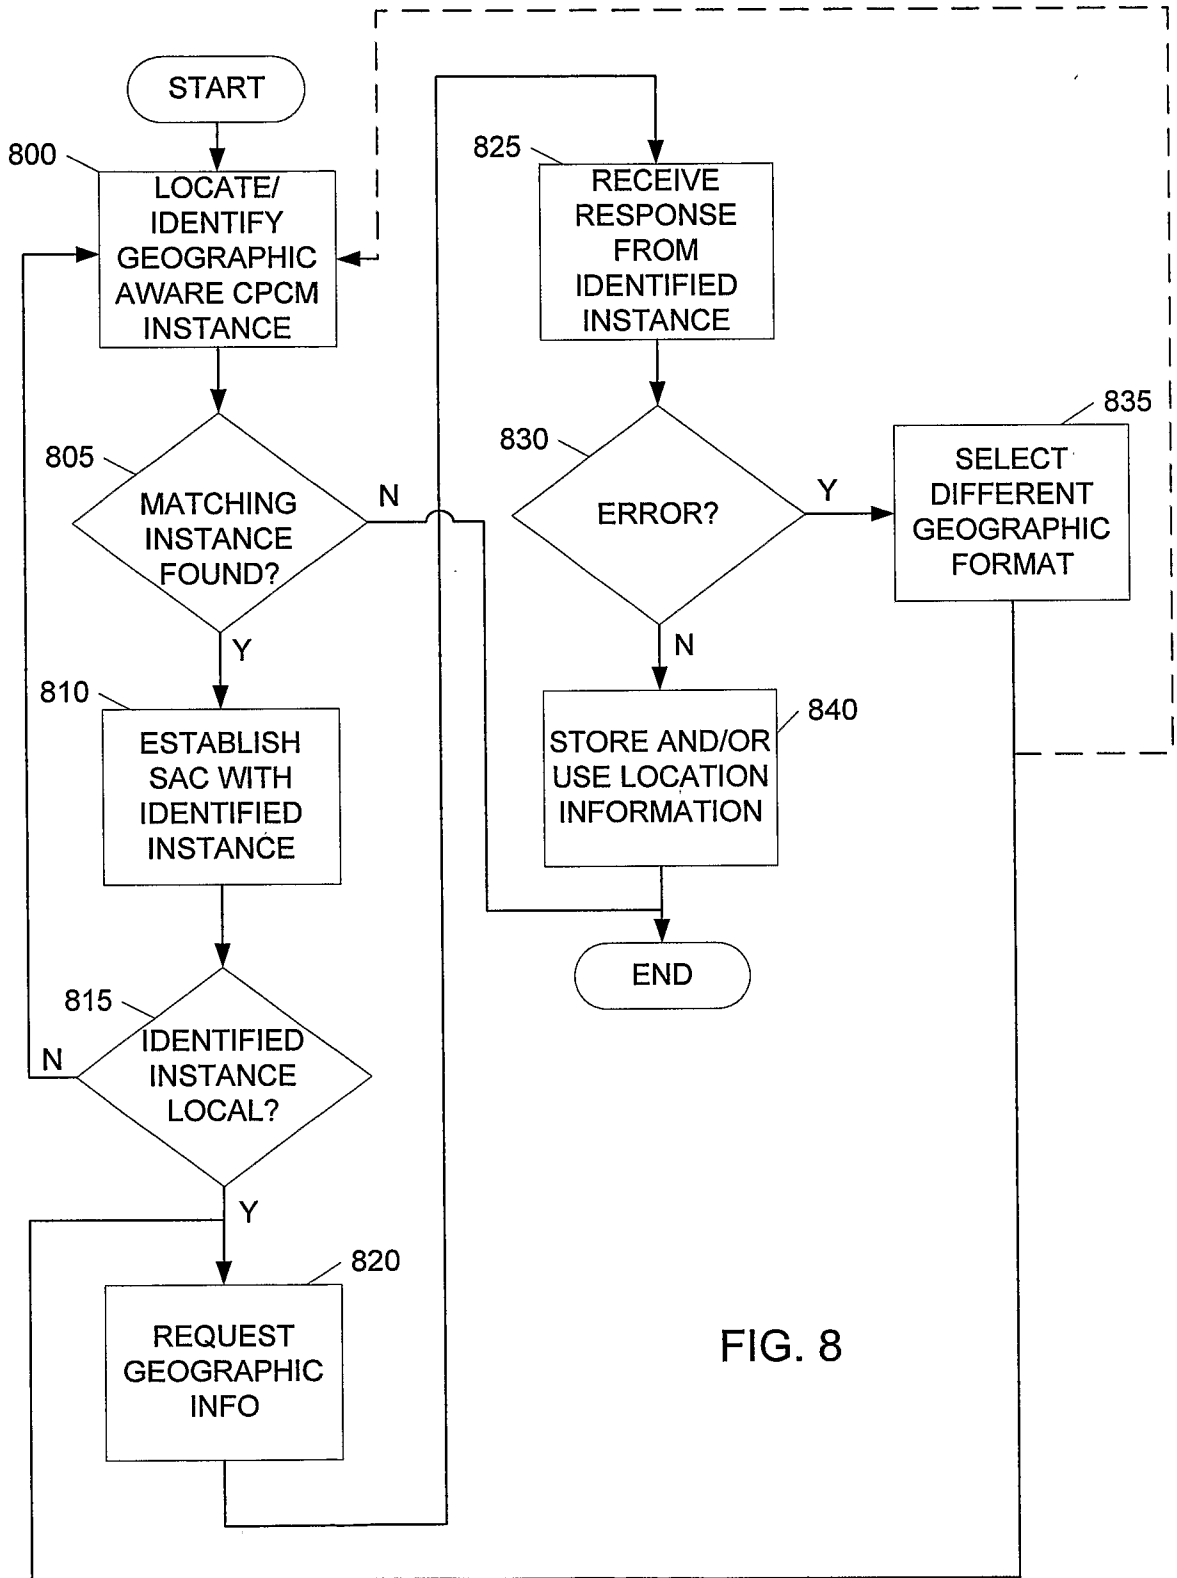 START
800
LOCATE/
IDENTIFY
GEOGRAPHIC
AWARE CPCM
INSTANCE
805
MATCHING
INSTANCE
FOUND?
N
Y
810
ESTABLISH
SAC WITH
IDENTIFIED
INSTANCE
815
IDENTIFIED
INSTANCE
LOCAL?
N
Y
820
REQUEST
GEOGRAPHIC
INFO
825
RECEIVE
RESPONSE
FROM
IDENTIFIED
INSTANCE
830
ERROR?
Y
N
835
SELECT
DIFFERENT
GEOGRAPHIC
FORMAT
840
STORE AND/OR
USE LOCATION
INFORMATION
END
FIG. 8